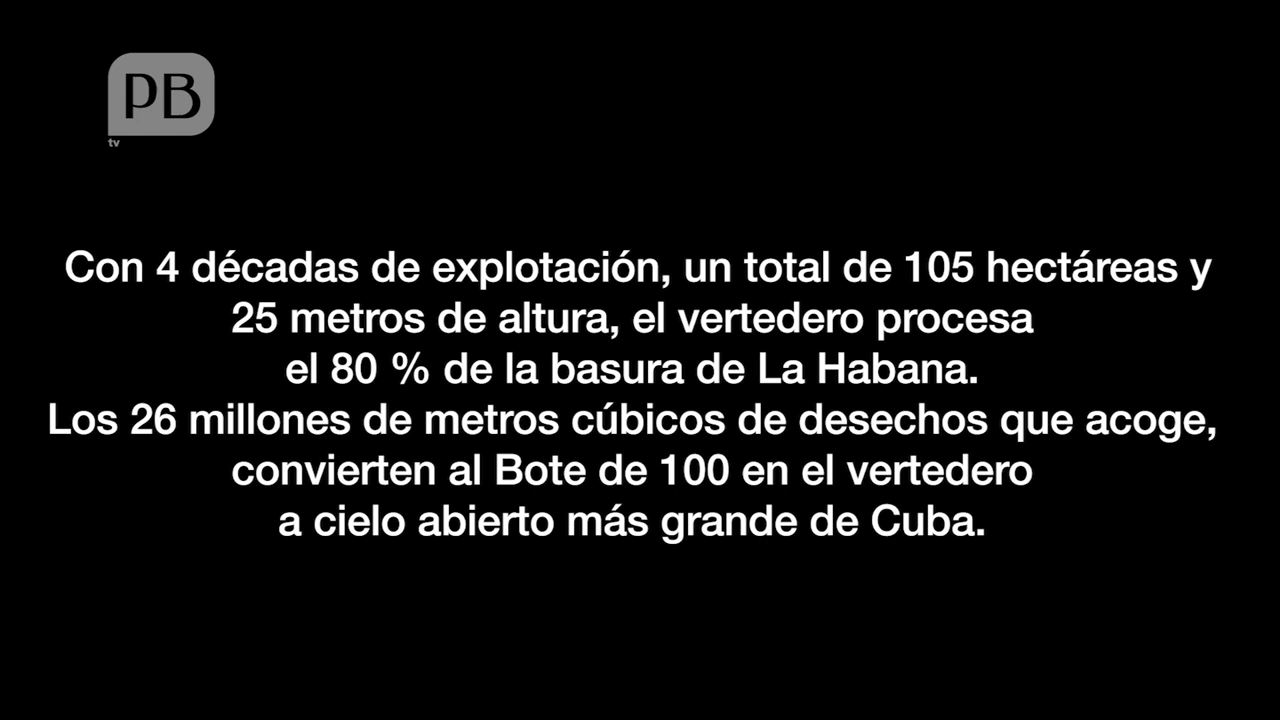 PB
tv
Con 4 décadas de explotación, un total de 105 hectáreas y
25 metros de altura, el vertedero procesa
el 80 % de la basura de La Habana.
Los 26 millones de metros cúbicos de desechos que acoge,
convierten al Bote de 100 en el vertedero
a cielo abierto más grande de Cuba.